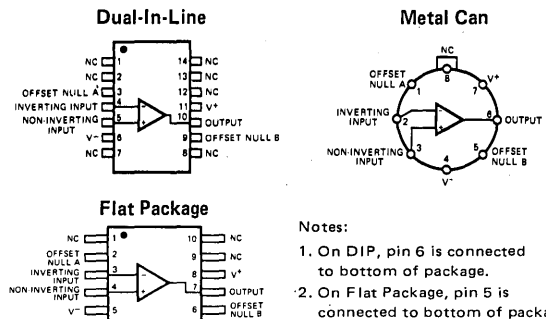 Dual-In-Line
NC 1
NC 2
OFFSET NULL A 3
INVERTING INPUT 4
NON-INVERTING INPUT 5
V- 6
NC 7
14 NC
13 NC
12 NC
11 V+
10 OUTPUT
9 OFFSET NULL B
8 NC
Metal Can
NC
8
OFFSET
NULL A
1
7
V+
INVERTING
INPUT
2
6
OUTPUT
NON-INVERTING
INPUT
3
5
OFFSET
NULL B
4
V-
Flat Package
NC 1
OFFSET
NULL A 2
INVERTING
INPUT 3
NON-INVERTING
INPUT 4
V- 5
10 NC
9 NC
8 V+
7 OUTPUT
6 OFFSET
NULL B
Notes:
1. On DIP, pin 6 is connected
to bottom of package.
2. On Flat Package, pin 5 is
connected to bottom of packa